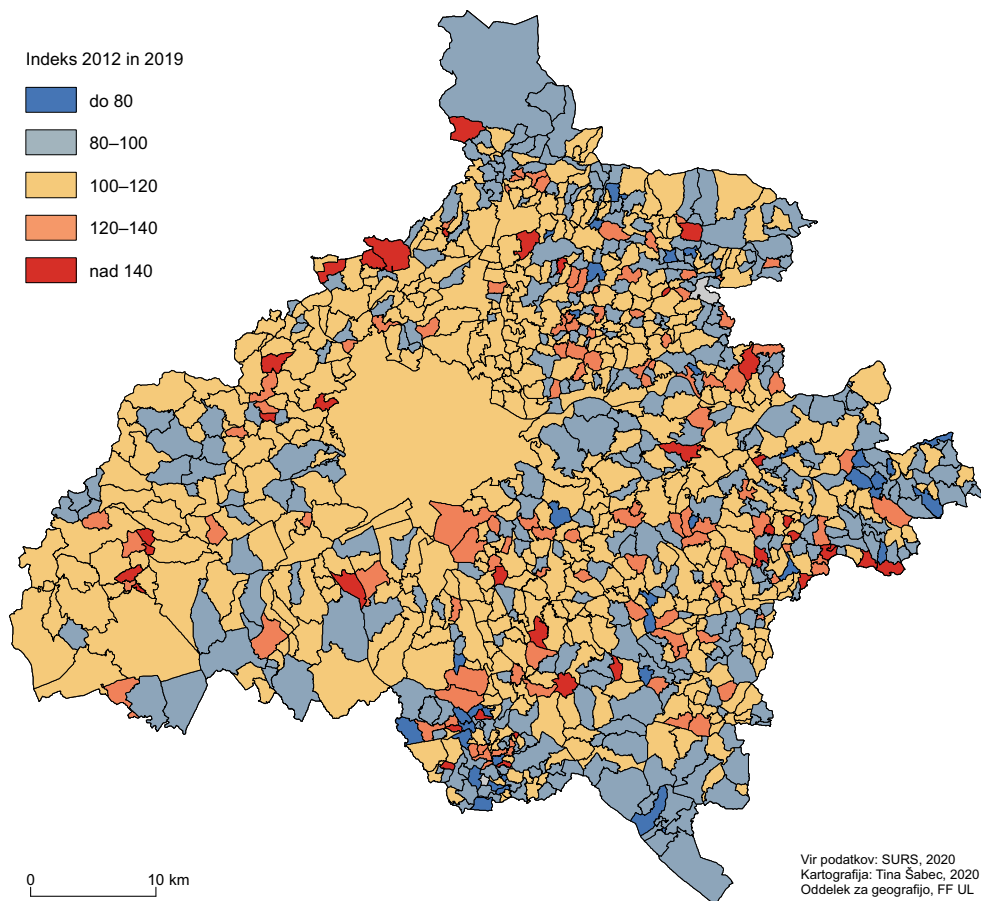 Indeks 2012 in 2019
do 80
80–100
100–120
120–140
nad 140
0 10 km
Vir podatkov: SURS, 2020
Kartografija: Tina Šabec, 2020
Oddelek za geografijo, FF UL